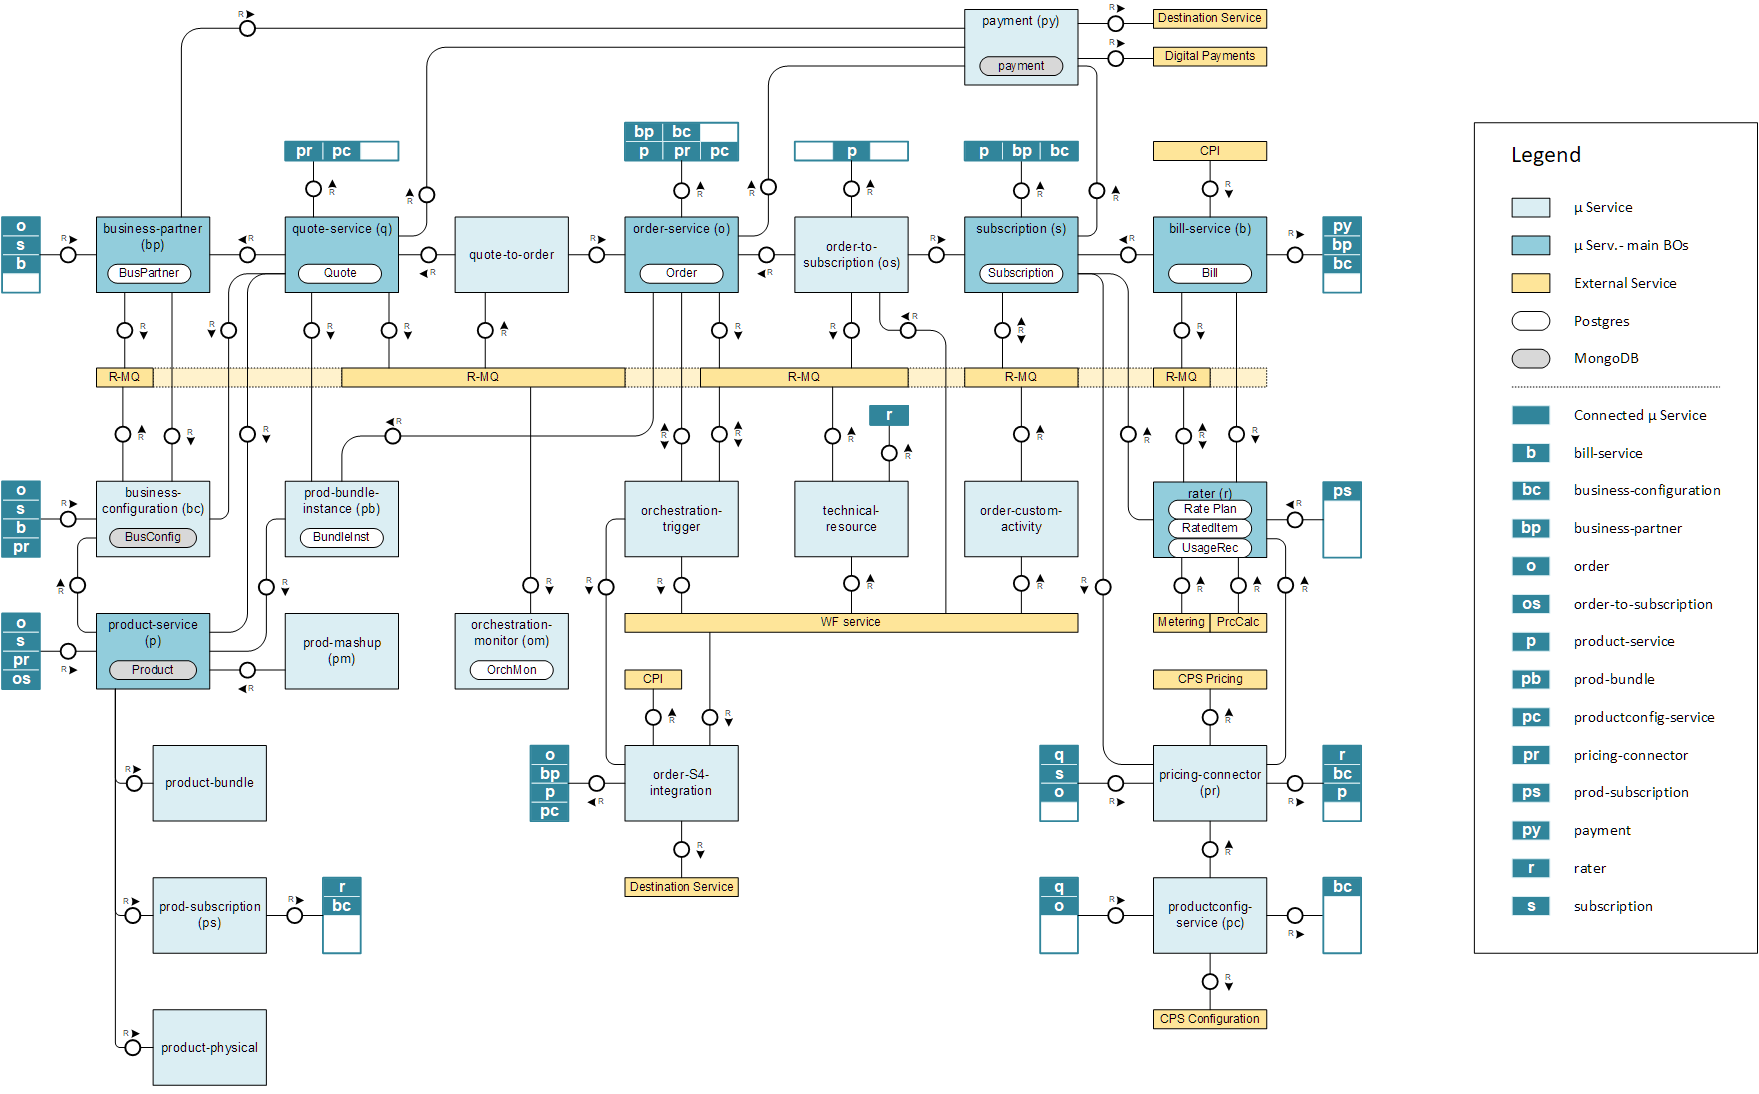 payment (py)
payment
R
Destination Service
R
Digital Payments
R
pr pc
bp bc
p pr pc
p
p bp bc
CPI
R
R
R
R
R
R
R
R
o
s
b
R
business-partner
(bp)
BusPartner
R
quote-service (q)
Quote
R
quote-to-order
R
order-service (o)
Order
R
order-to-
subscription (os)
R
subscription (s)
Subscription
R
bill-service (b)
Bill
R
py
bp
bc
R
R
R
R
R
R
R
R
R
R
R-MQ
R-MQ
R-MQ
R-MQ
R-MQ
r
R
R
R
R
R
R
R
R
R
R
R
R
o
s
b
pr
R
business-
configuration (bc)
BusConfig
prod-bundle-
instance (pb)
BundleInst
orchestration-
trigger
technical-
resource
order-custom-
activity
rater (r)
Rate Plan
RatedItem
UsageRec
R
ps
R
R
R
R
R
R
R
R
R
R
R
o
s
pr
os
R
product-service
(p)
Product
R
prod-mashup
(pm)
orchestration-
monitor (om)
OrchMon
WF service
Metering
PrcCalc
CPI
CPS Pricing
R
R
R
R
product-bundle
o
bp
p
pc
R
order-S4-
integration
q
s
o
R
pricing-connector
(pr)
R
r
bc
p
R
R
Destination Service
R
prod-subscription
(ps)
R
r
bc
q
o
R
productconfig-
service (pc)
R
bc
R
CPS Configuration
R
product-physical
Legend
µ Service
µ Serv.- main BOs
External Service
Postgres
MongoDB
Connected µ Service
b bill-service
bc business-configuration
bp business-partner
o order
os order-to-subscription
p product-service
pb prod-bundle
pc productconfig-service
pr pricing-connector
ps prod-subscription
py payment
r rater
s subscription